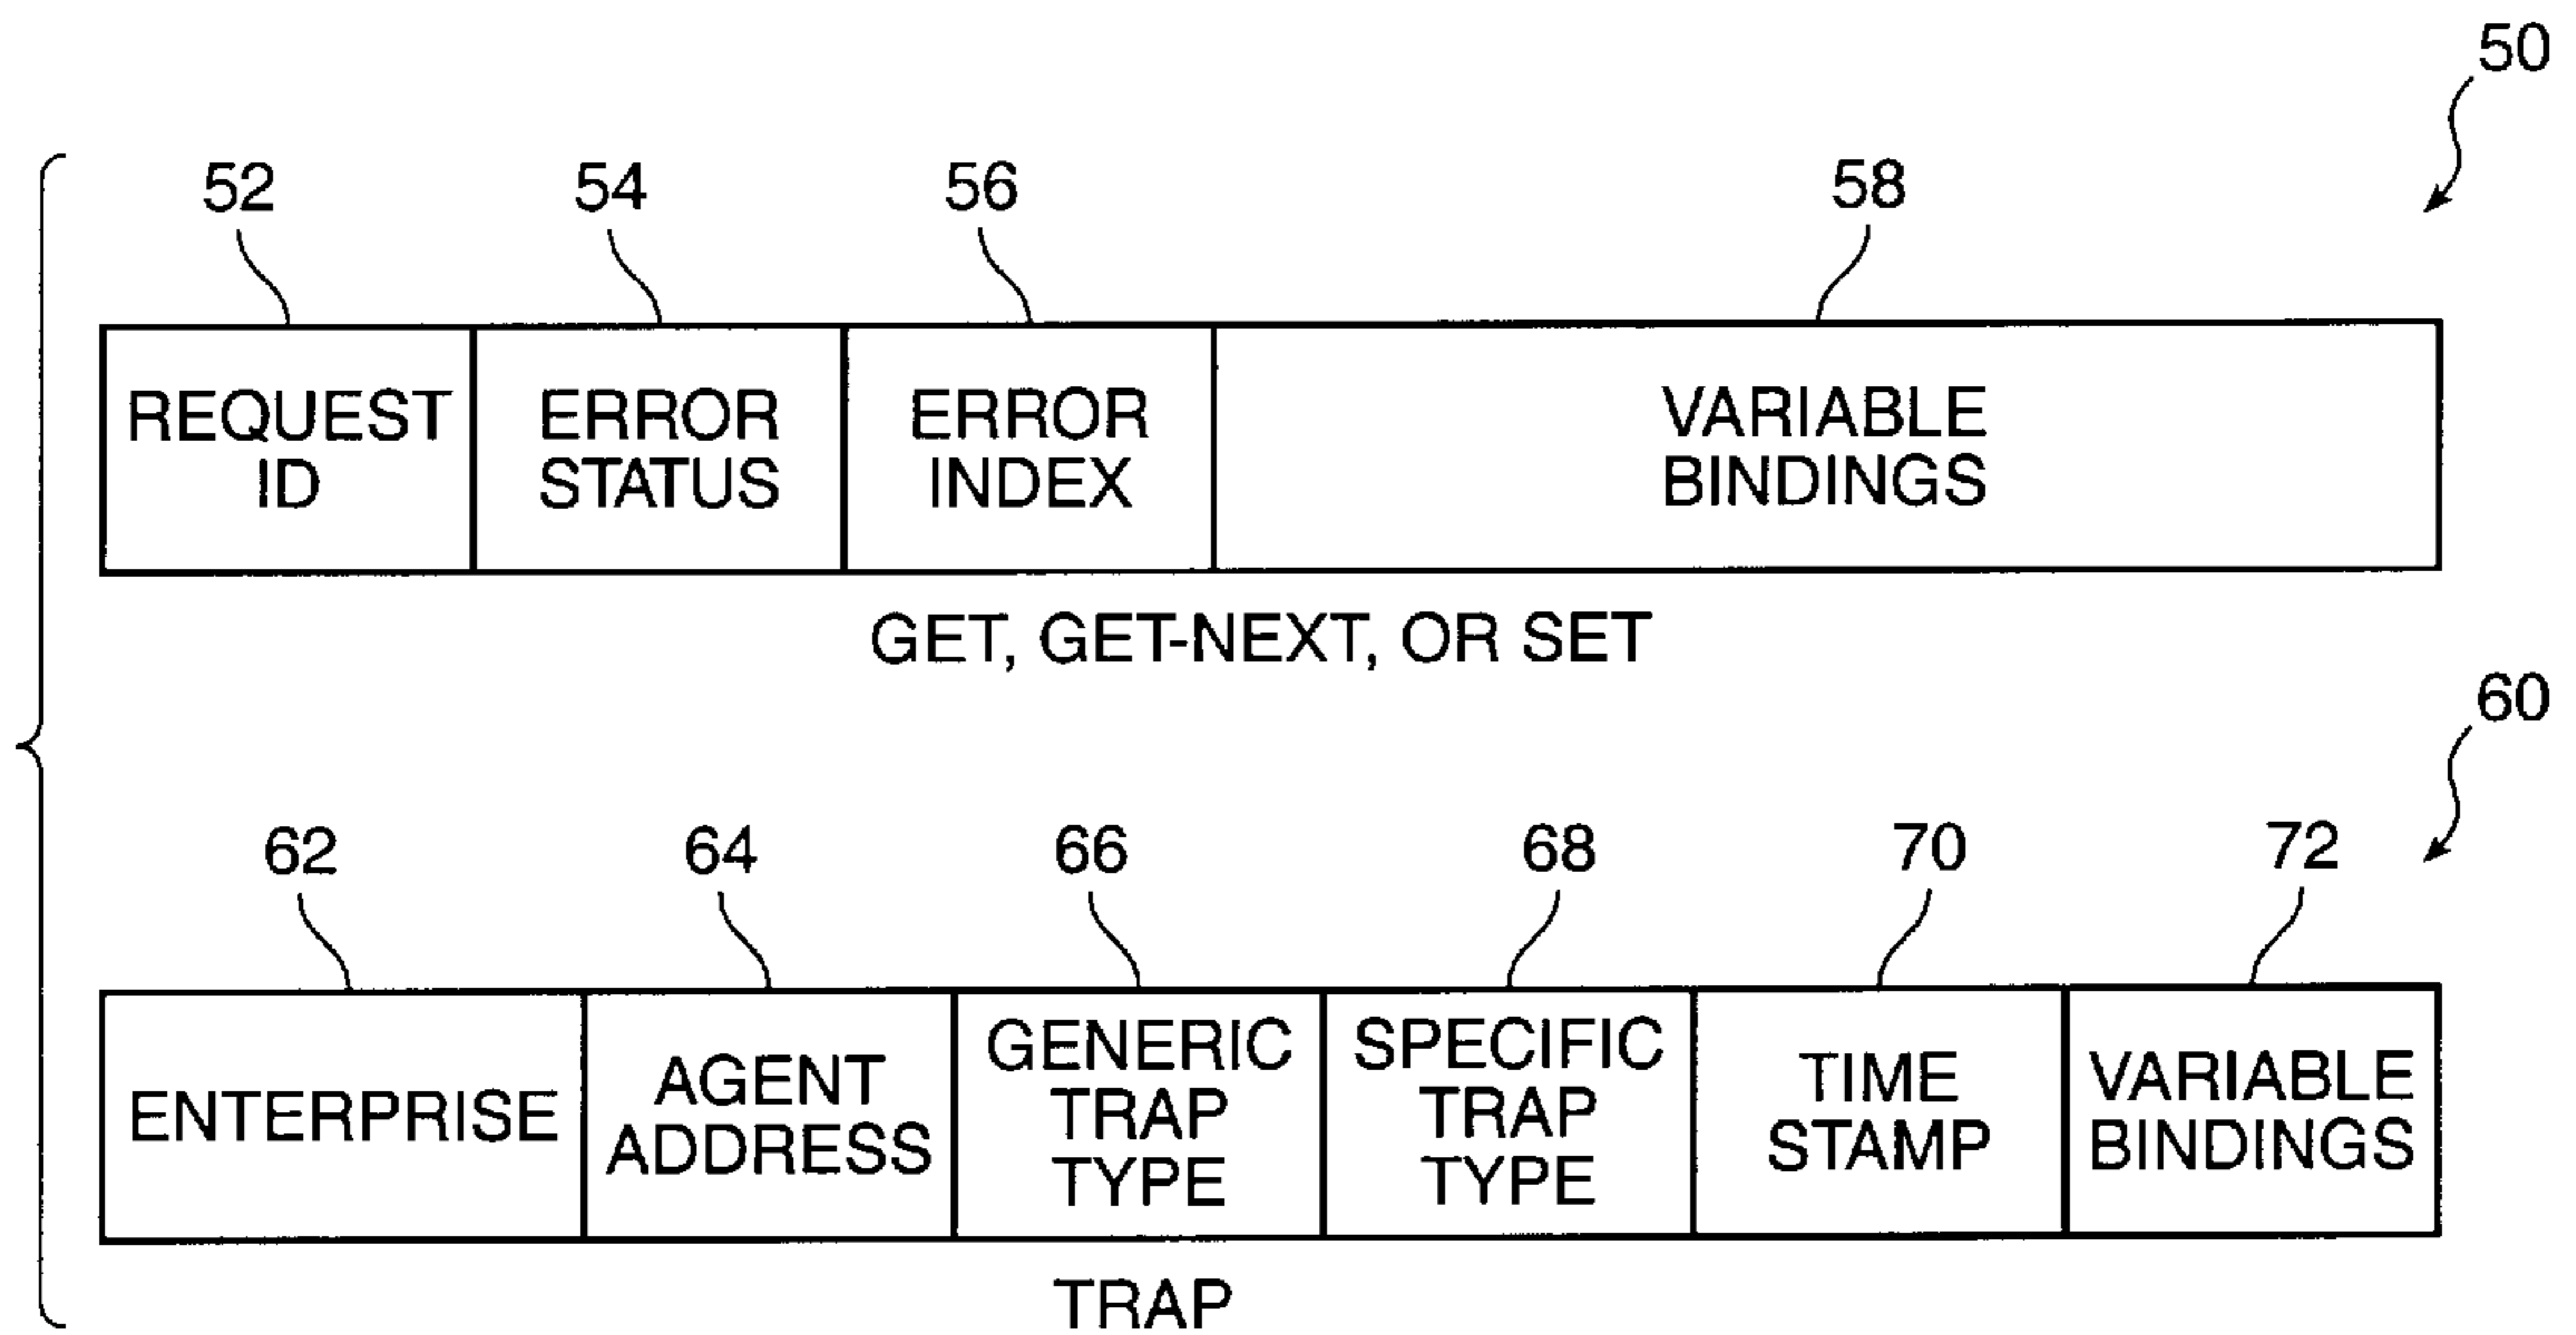 50
52 54 56 58
REQUEST ID
ERROR STATUS
ERROR INDEX
VARIABLE BINDINGS
GET, GET-NEXT, OR SET
60
62 64 66 68 70 72
ENTERPRISE
AGENT ADDRESS
GENERIC TRAP TYPE
SPECIFIC TRAP TYPE
TIME STAMP
VARIABLE BINDINGS
TRAP